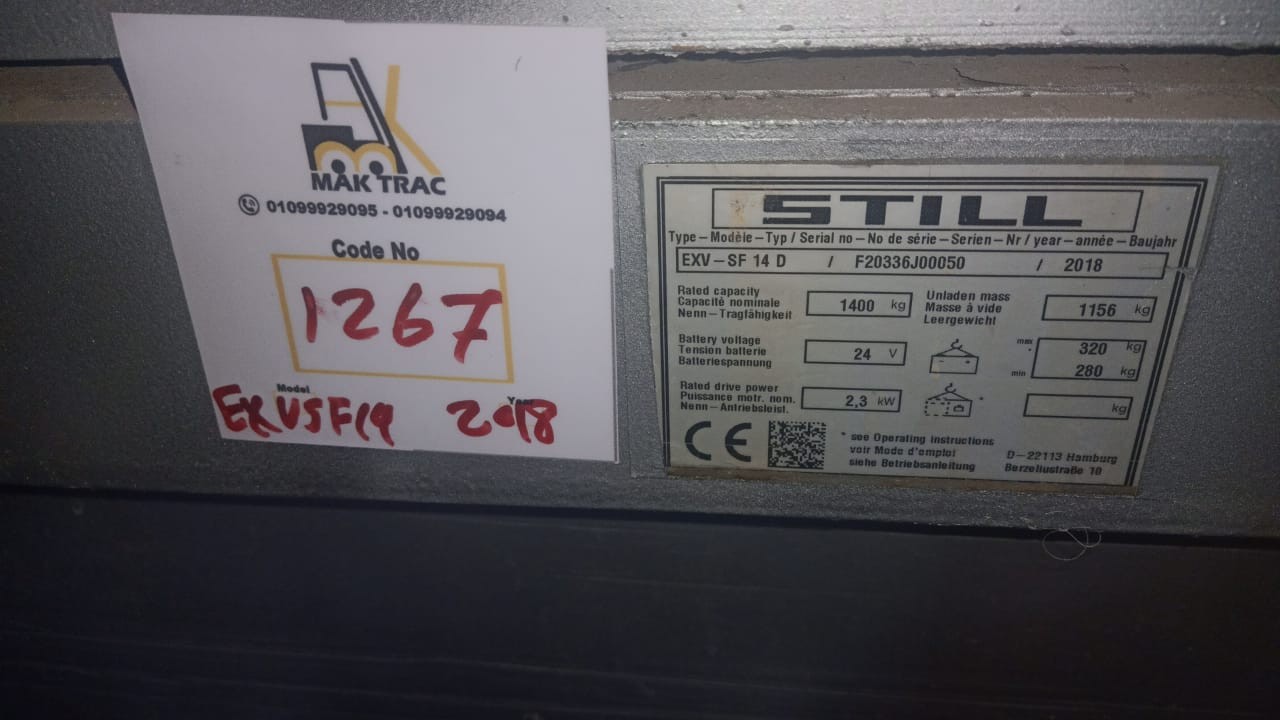 MAK TRAC
01099929095 - 01099929094
Code No
1267
Model
Year
EXVSF14 2018
STILL
Type – Modèle – Typ / Serial no – No de série – Serien – Nr / year – année – Baujahr
EXV – SF 14 D / F20336J00050 / 2018
Rated capacity
Capacité nominale
Nenn – Tragfähigkeit
1400 kg
Unladen mass
Masse à vide
Leergewicht
1156 kg
Battery voltage
Tension batterie
Batteriespannung
24 V
max 320 kg
*
min 280 kg
Rated drive power
Puissance motr. nom.
Nenn – Antriebsleist.
2,3 kW
*
kg
CE
* see Operating instructions
voir Mode d'emploi
siehe Betriebsanleitung
D – 22113 Hamburg
Berzeliustraße 10